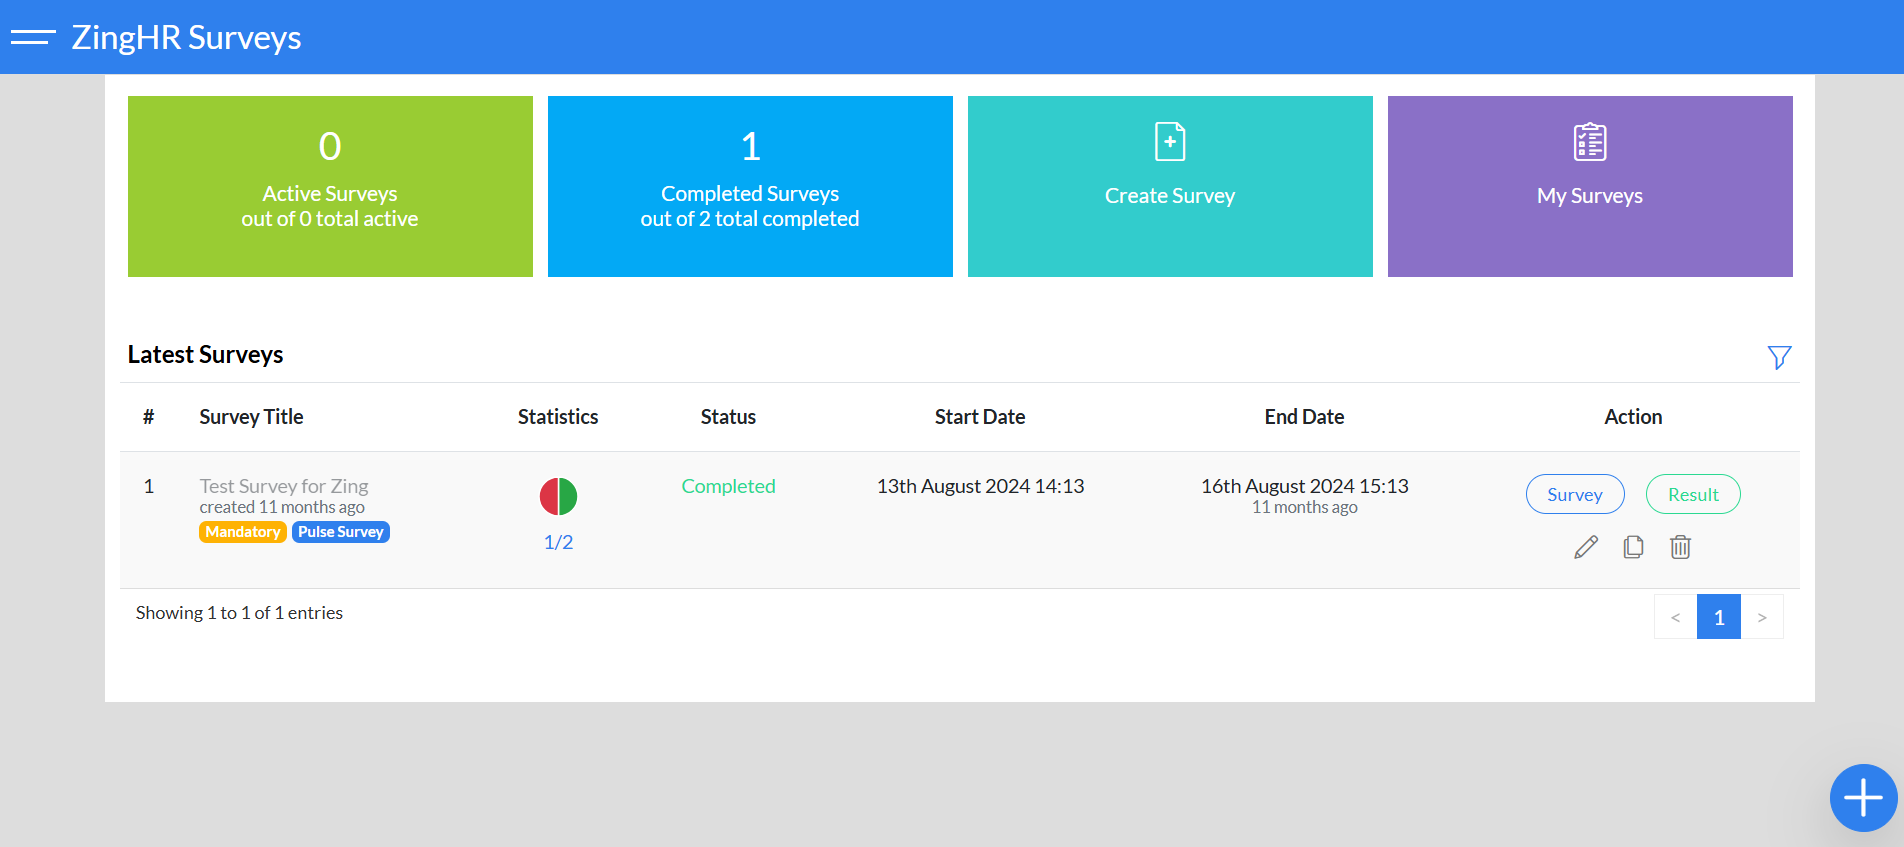 ZingHR Surveys
0
Active Surveys
out of 0 total active
1
Completed Surveys
out of 2 total completed
Create Survey
My Surveys
Latest Surveys
# Survey Title Statistics Status Start Date End Date Action
1 Test Survey for Zing Completed 13th August 2024 14:13 16th August 2024 15:13 Survey Result
created 11 months ago 11 months ago
Mandatory Pulse Survey
1/2
Showing 1 to 1 of 1 entries
< 1 >